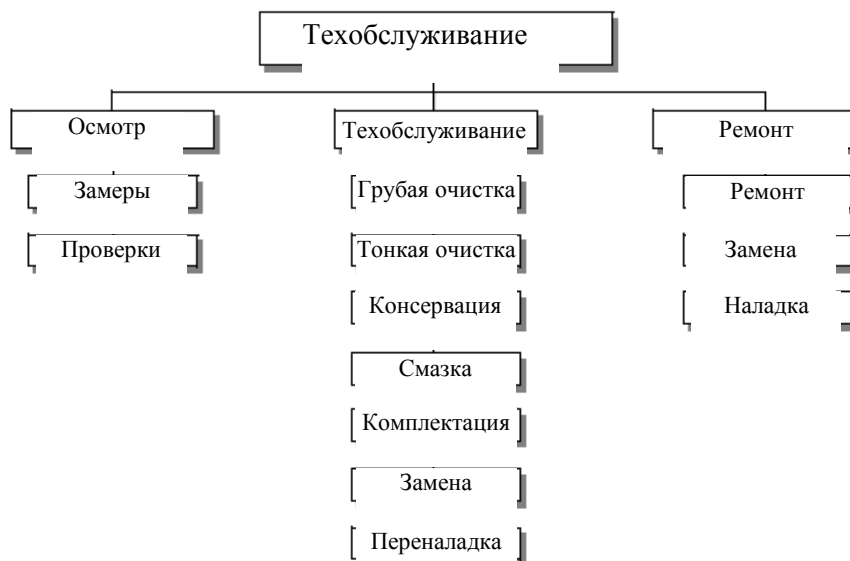 Техобслуживание
Осмотр
Техобслуживание
Ремонт
Замеры
Грубая очистка
Ремонт
Проверки
Тонкая очистка
Замена
Консервация
Наладка
Смазка
Комплектация
Замена
Переналадка